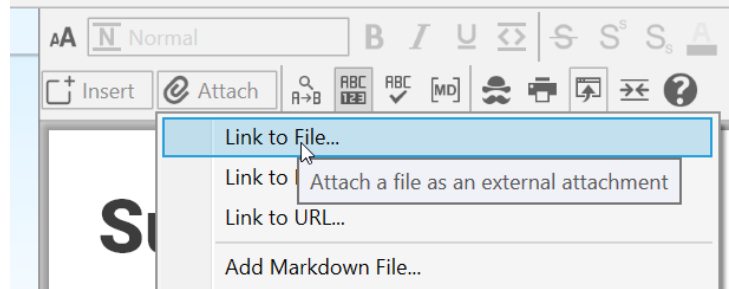 AA N Normal B I U S S^s S_s A
Insert Attach A→B ABC 123 ABC [MD] ?
Link to File...
Link to
Attach a file as an external attachment
Link to URL...
Add Markdown File...